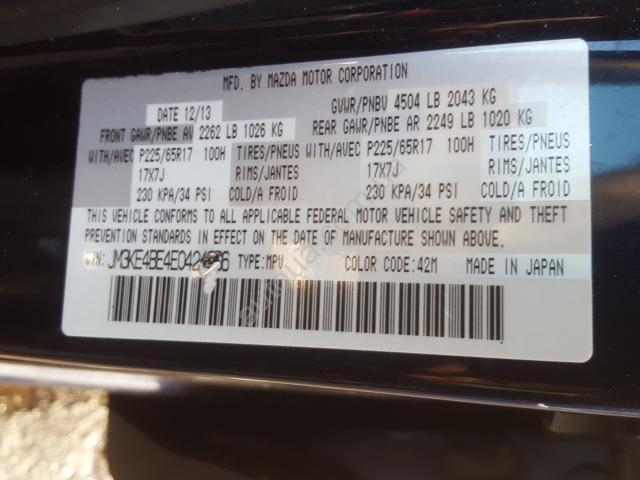 MFD. BY MAZDA MOTOR CORPORATION
DATE 12/13 GVWR/PNBV 4504 LB 2043 KG
FRONT GAWR/PNBE AV 2262 LB 1026 KG REAR GAWR/PNBE AR 2249 LB 1020 KG
WITH/AVEC P225/65R17 100H TIRES/PNEUS WITH/AVEC P225/65R17 100H TIRES/PNEUS
17X7J RIMS/JANTES 17X7J RIMS/JANTES
230 KPA/34 PSI COLD/A FROID 230 KPA/34 PSI COLD/A FROID
THIS VEHICLE CONFORMS TO ALL APPLICABLE FEDERAL MOTOR VEHICLE SAFETY AND THEFT
PREVENTION STANDARDS IN EFFECT ON THE DATE OF MANUFACTURE SHOWN ABOVE.
TYPE:MPV COLOR CODE:42M MADE IN JAPAN